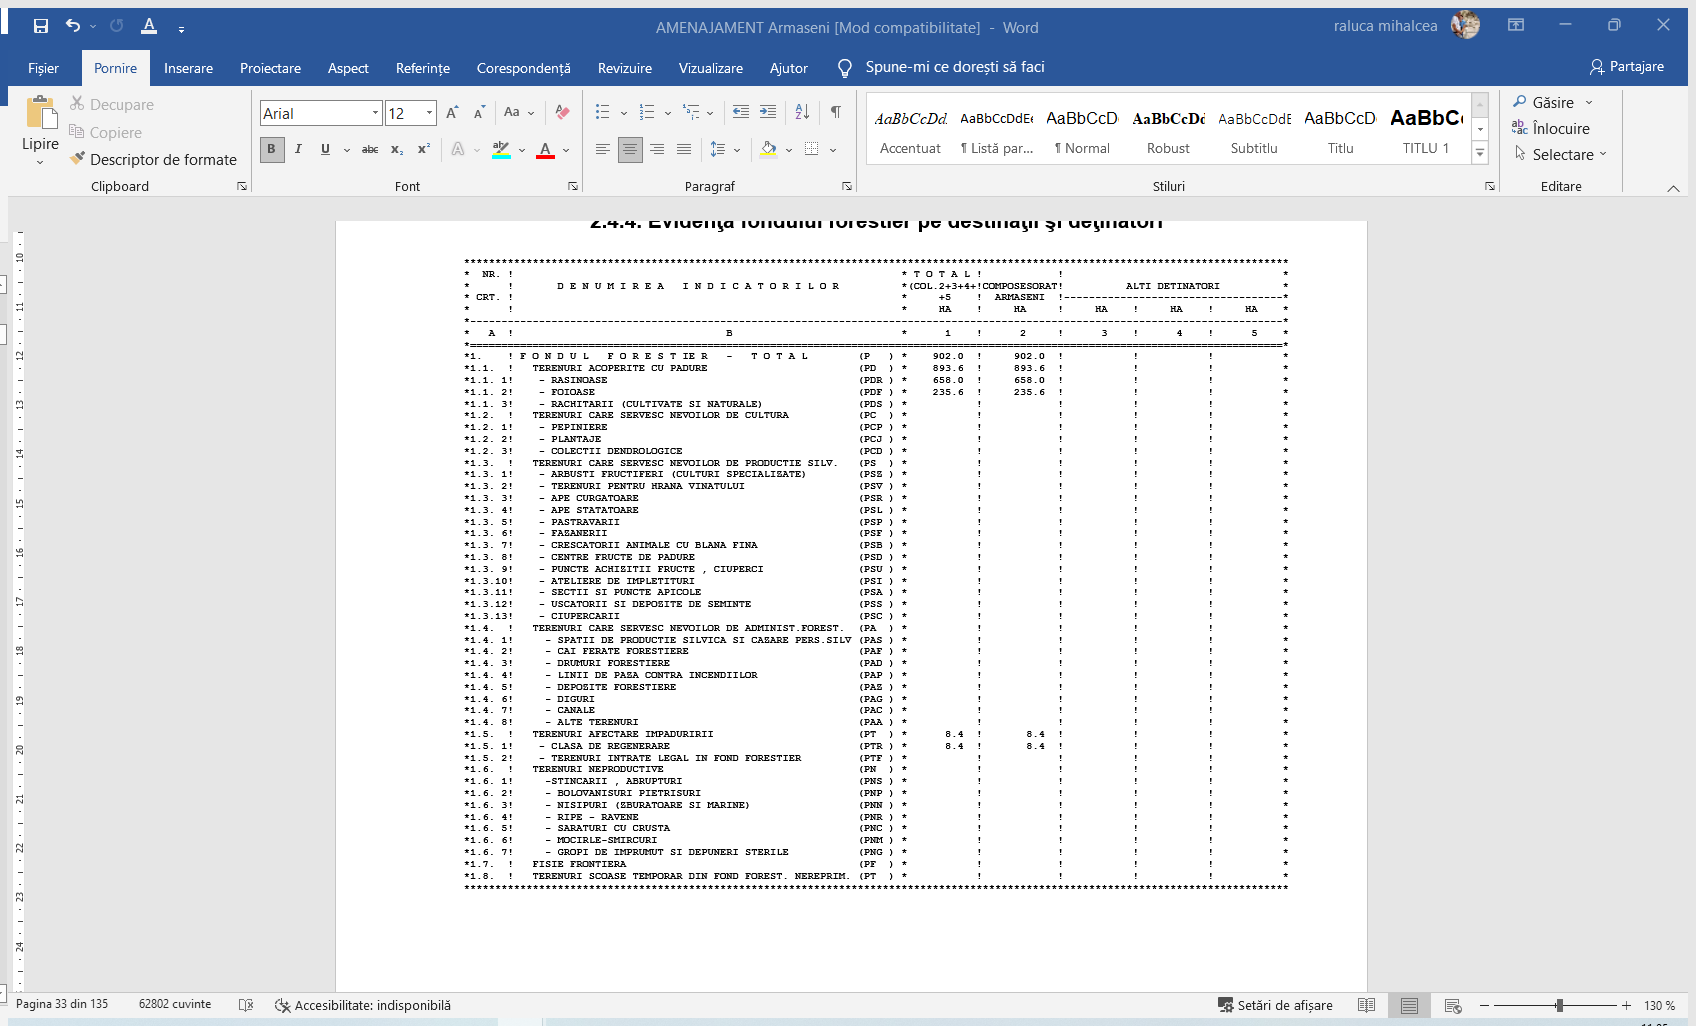 AMENAJAMENT Armaseni [Mod compatibilitate] - Word
raluca mihalcea
Fișier Pornire Inserare Proiectare Aspect Referințe Corespondență Revizuire Vizualizare Ajutor Spune-mi ce dorești să faci Partajare
Lipire
Decupare
Copiere
Descriptor de formate
Clipboard
Arial 12
Font
Paragraf
AaBbCcDd. AaBbCcDdEe AaBbCcD AaBbCcDd AaBbCcDdE AaBbCcD AaBbC
Accentuat ¶ Listă par... ¶ Normal Robust Subtitlu Titlu TITLU 1
Stiluri
Găsire
Înlocuire
Selectare
Editare
2.4.4. Evidența fondului forestier pe destinații și deținători
* NR. ! * T O T A L ! ! *
* ! D E N U M I R E A I N D I C A T O R I L O R *(COL.2+3+4+!COMPOSESORAT! ALTI DETINATORI *
* CRT. ! * +5 ! ARMASENI !-----------------------------------*
* ! * HA ! HA ! HA ! HA ! HA *
* A ! B * 1 ! 2 ! 3 ! 4 ! 5 *
*1. ! F O N D U L F O R E S T I E R - T O T A L (P ) * 902.0 ! 902.0 ! ! ! *
*1.1. ! TERENURI ACOPERITE CU PADURE (PD ) * 893.6 ! 893.6 ! ! ! *
*1.1. 1! - RASINOASE (PDR ) * 658.0 ! 658.0 ! ! ! *
*1.1. 2! - FOIOASE (PDF ) * 235.6 ! 235.6 ! ! ! *
*1.1. 3! - RACHITARII (CULTIVATE SI NATURALE) (PDS ) * ! ! ! ! *
*1.2. ! TERENURI CARE SERVESC NEVOILOR DE CULTURA (PC ) * ! ! ! ! *
*1.2. 1! - PEPINIERE (PCP ) * ! ! ! ! *
*1.2. 2! - PLANTAJE (PCJ ) * ! ! ! ! *
*1.2. 3! - COLECTII DENDROLOGICE (PCD ) * ! ! ! ! *
*1.3. ! TERENURI CARE SERVESC NEVOILOR DE PRODUCTIE SILV. (PS ) * ! ! ! ! *
*1.3. 1! - ARBUSTI FRUCTIFERI (CULTURI SPECIALIZATE) (PSZ ) * ! ! ! ! *
*1.3. 2! - TERENURI PENTRU HRANA VINATULUI (PSV ) * ! ! ! ! *
*1.3. 3! - APE CURGATOARE (PSR ) * ! ! ! ! *
*1.3. 4! - APE STATATOARE (PSL ) * ! ! ! ! *
*1.3. 5! - PASTRAVARII (PSP ) * ! ! ! ! *
*1.3. 6! - FAZANERII (PSF ) * ! ! ! ! *
*1.3. 7! - CRESCATORII ANIMALE CU BLANA FINA (PSB ) * ! ! ! ! *
*1.3. 8! - CENTRE FRUCTE DE PADURE (PSD ) * ! ! ! ! *
*1.3. 9! - PUNCTE ACHIZITII FRUCTE , CIUPERCI (PSU ) * ! ! ! ! *
*1.3.10! - ATELIERE DE IMPLETITURI (PSI ) * ! ! ! ! *
*1.3.11! - SECTII SI PUNCTE APICOLE (PSA ) * ! ! ! ! *
*1.3.12! - USCATORII SI DEPOZITE DE SEMINTE (PSS ) * ! ! ! ! *
*1.3.13! - CIUPERCARII (PSC ) * ! ! ! ! *
*1.4. ! TERENURI CARE SERVESC NEVOILOR DE ADMINIST.FOREST. (PA ) * ! ! ! ! *
*1.4. 1! - SPATII DE PRODUCTIE SILVICA SI CAZARE PERS.SILV (PAS ) * ! ! ! ! *
*1.4. 2! - CAI FERATE FORESTIERE (PAF ) * ! ! ! ! *
*1.4. 3! - DRUMURI FORESTIERE (PAD ) * ! ! ! ! *
*1.4. 4! - LINII DE PAZA CONTRA INCENDIILOR (PAP ) * ! ! ! ! *
*1.4. 5! - DEPOZITE FORESTIERE (PAZ ) * ! ! ! ! *
*1.4. 6! - DIGURI (PAG ) * ! ! ! ! *
*1.4. 7! - CANALE (PAC ) * ! ! ! ! *
*1.4. 8! - ALTE TERENURI (PAA ) * ! ! ! ! *
*1.5. ! TERENURI AFECTARE IMPADURIRII (PT ) * 8.4 ! 8.4 ! ! ! *
*1.5. 1! - CLASA DE REGENERARE (PTR ) * 8.4 ! 8.4 ! ! ! *
*1.5. 2! - TERENURI INTRATE LEGAL IN FOND FORESTIER (PTF ) * ! ! ! ! *
*1.6. ! TERENURI NEPRODUCTIVE (PN ) * ! ! ! ! *
*1.6. 1! -STINCARII , ABRUPTURI (PNS ) * ! ! ! ! *
*1.6. 2! - BOLOVANISURI PIETRISURI (PNP ) * ! ! ! ! *
*1.6. 3! - NISIPURI (ZBURATOARE SI MARINE) (PNN ) * ! ! ! ! *
*1.6. 4! - RIPE - RAVENE (PNR ) * ! ! ! ! *
*1.6. 5! - SARATURI CU CRUSTA (PNC ) * ! ! ! ! *
*1.6. 6! - MOCIRLE-SMIRCURI (PNM ) * ! ! ! ! *
*1.6. 7! - GROPI DE IMPRUMUT SI DEPUNERI STERILE (PNG ) * ! ! ! ! *
*1.7. ! FISIE FRONTIERA (PF ) * ! ! ! ! *
*1.8. ! TERENURI SCOASE TEMPORAR DIN FOND FOREST. NEREPRIM. (PT ) * ! ! ! ! *
Pagina 33 din 135 62802 cuvinte Accesibilitate: indisponibilă Setări de afișare 130 %